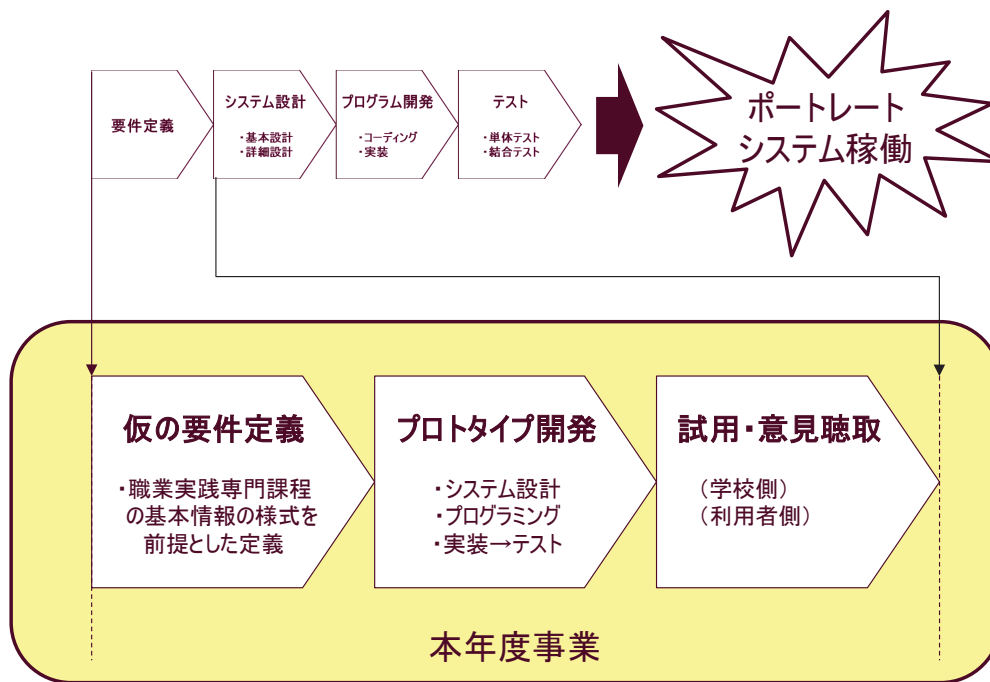 要件定義
システム設計
・基本設計
・詳細設計
プログラム開発
・コーディング
・実装
テスト
・単体テスト
・結合テスト
ポートレート
システム稼働
仮の要件定義
・職業実践専門課程
の基本情報の様式を
前提とした定義
プロトタイプ開発
・システム設計
・プログラミング
・実装→テスト
試用・意見聴取
（学校側）
（利用者側）
本年度事業